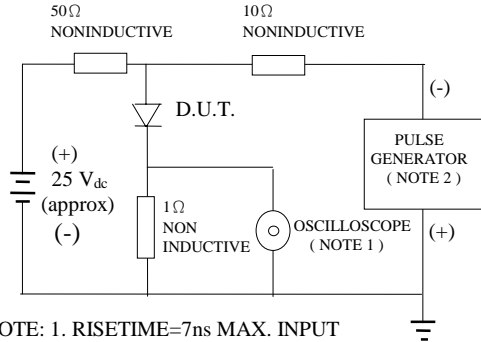 50Ω
NONINDUCTIVE
10Ω
NONINDUCTIVE
(-)
D.U.T.
PULSE
GENERATOR
( NOTE 2 )
(+)
25 Vdc
(approx)
(-)
1Ω
NON
INDUCTIVE
OSCILLOSCOPE
( NOTE 1 )
(+)
OTE: 1. RISETIME=7ns MAX. INPUT